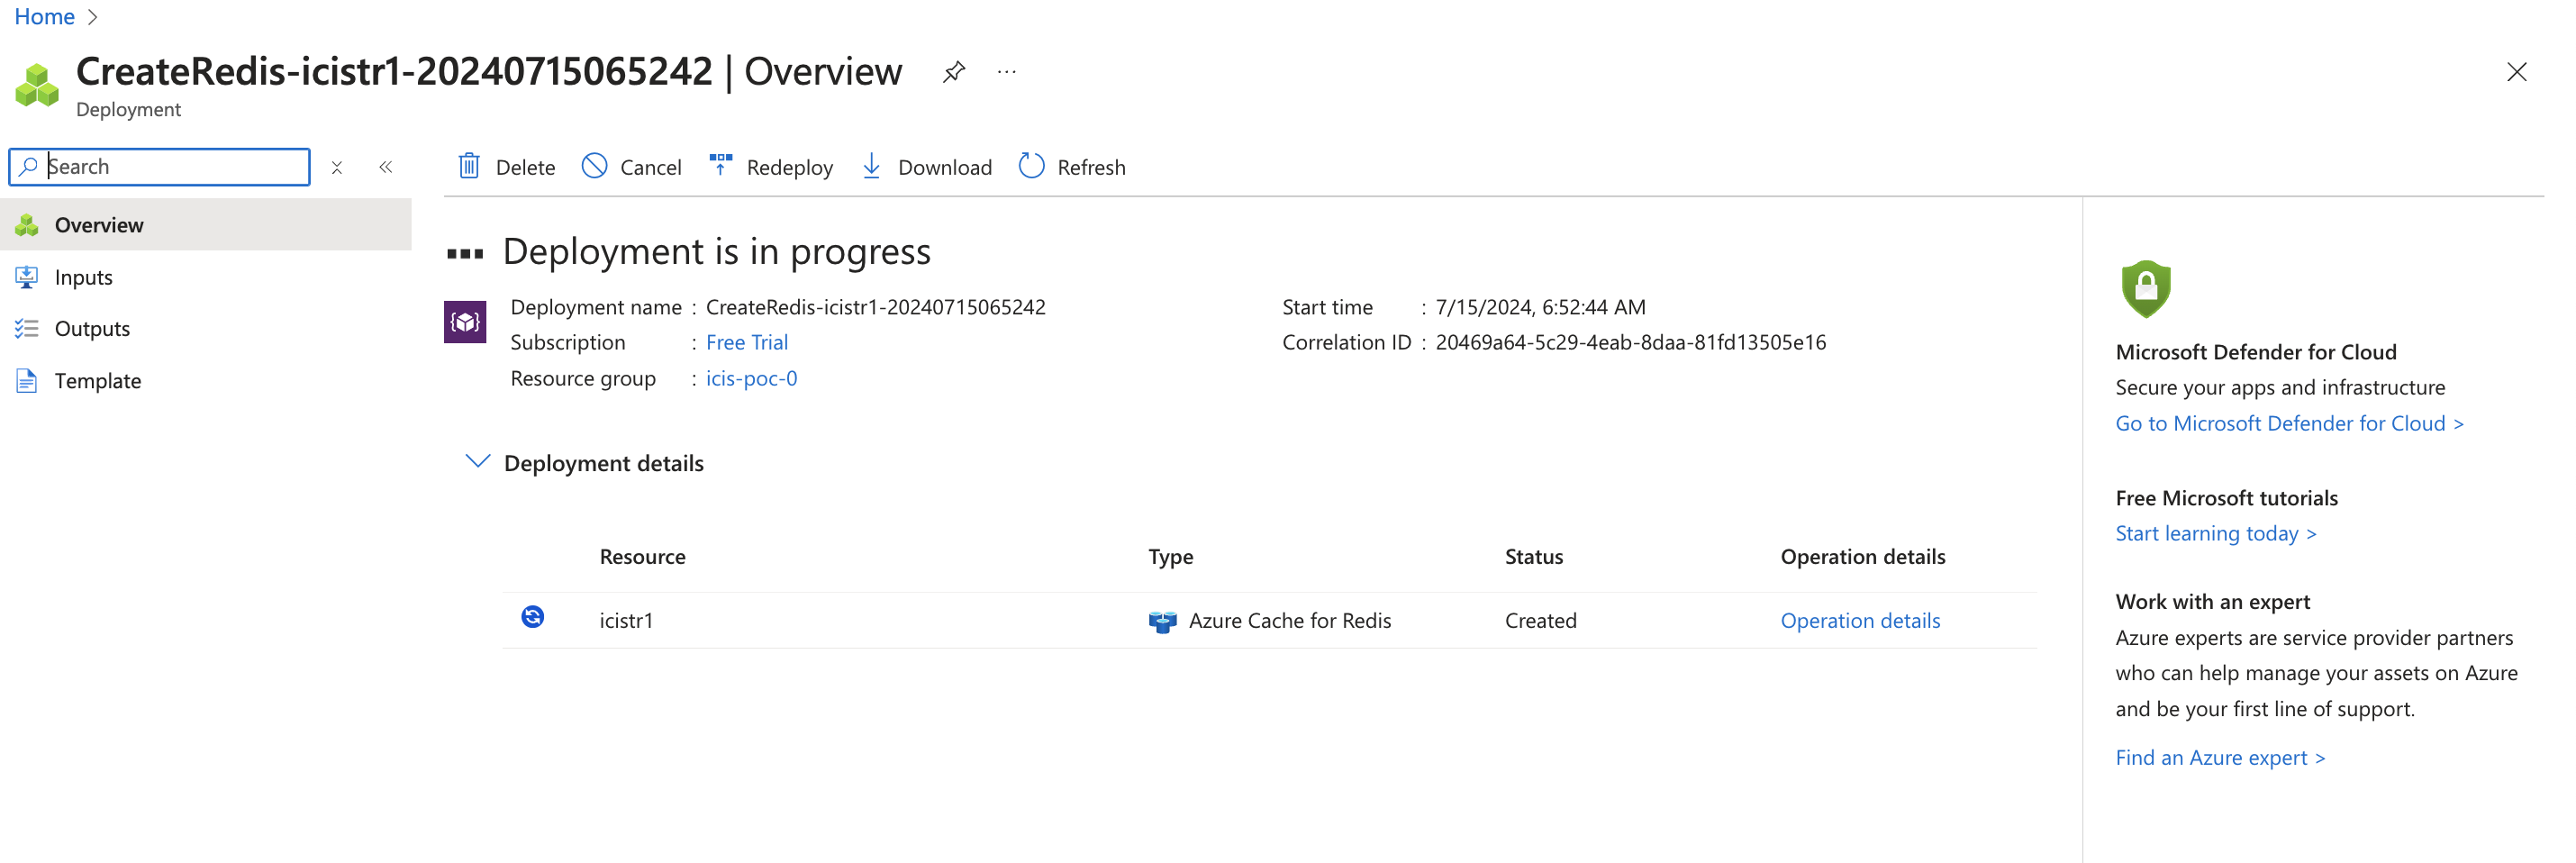 Home >
CreateRedis-icistr1-20240715065242 | Overview ...
Deployment
Search
Delete Cancel Redeploy Download Refresh
Overview
Inputs
Outputs
Template
Deployment is in progress
Deployment name : CreateRedis-icistr1-20240715065242
Subscription : Free Trial
Resource group : icis-poc-0
Start time : 7/15/2024, 6:52:44 AM
Correlation ID : 20469a64-5c29-4eab-8daa-81fd13505e16
Deployment details
Resource Type Status Operation details
icistr1 Azure Cache for Redis Created Operation details
Microsoft Defender for Cloud
Secure your apps and infrastructure
Go to Microsoft Defender for Cloud >
Free Microsoft tutorials
Start learning today >
Work with an expert
Azure experts are service provider partners
who can help manage your assets on Azure
and be your first line of support.
Find an Azure expert >